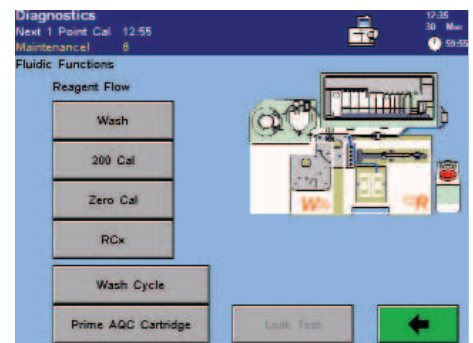 Diagnostics
Next 1 Point Cal 12:55
Maintenance! 8
12:35
30 Mar
59:55
Fluidic Functions
Reagent Flow
Wash
200 Cal
Zero Cal
RCx
Wash Cycle
Prime AQC Cartridge
Leak Test
W
R